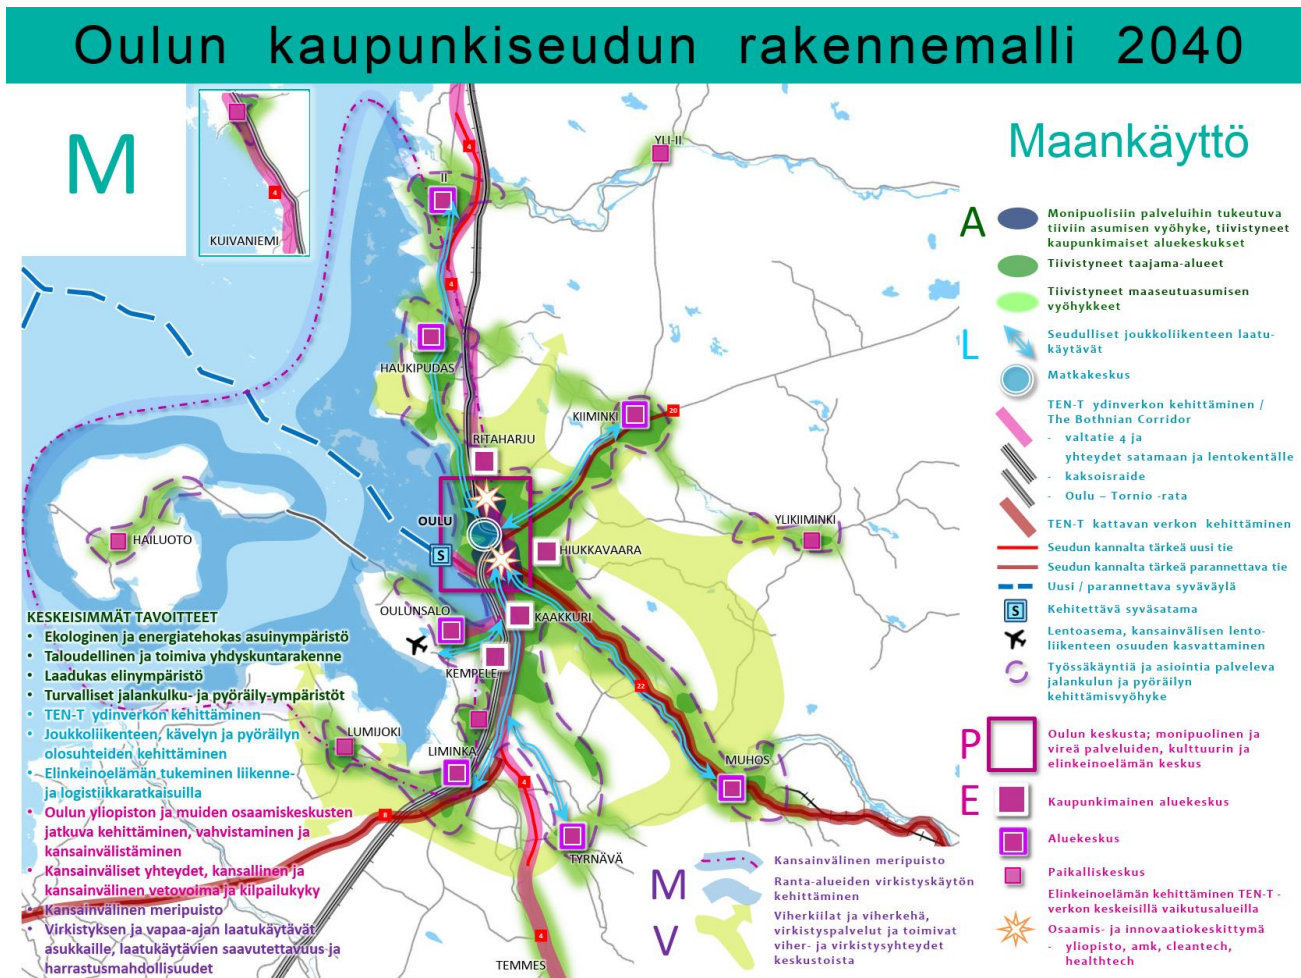 Oulun kaupunkiseudun rakennemalli 2040
M
KUIVANIEMI
4
4
II
YLI-II
4
HAUKIPUDAS
KIIMINKI
20
RITAHARJU
OULU
S
HIUKKAVAARA
YLIKIIMINKI
HAILUOTO
OULUNSALO
KAAKKURI
KEMPELE
22
LUMIJOKI
LIMINKA
MUHOS
4
8
TYRNÄVÄ
4
TEMMES
KESKEISIMMÄT TAVOITTEET
• Ekologinen ja energiatehokas asuinympäristö
• Taloudellinen ja toimiva yhdyskuntarakenne
• Laadukas elinympäristö
• Turvalliset jalankulku- ja pyöräily-ympäristöt
• TEN-T ydinverkon kehittäminen
• Joukkoliikenteen, kävelyn ja pyöräilyn
olosuhteiden kehittäminen
• Elinkeinoelämän tukeminen liikenne-
ja logistiikkaratkaisuilla
• Oulun yliopiston ja muiden osaamiskeskusten
jatkuva kehittäminen, vahvistaminen ja
kansainvälistäminen
• Kansainväliset yhteydet, kansallinen ja
kansainvälinen vetovoima ja kilpailukyky
• Kansainvälinen meripuisto
• Virkistyksen ja vapaa-ajan laatukäytävät
asukkaille, laatukäytävien saavutettavuus ja
harrastusmahdollisuudet
M
V
Kansainvälinen meripuisto
Ranta-alueiden virkistyskäytön
kehittäminen
Viherkiilat ja viherkehä,
virkistyspalvelut ja toimivat
viher- ja virkistysyhteydet
keskustoista
Maankäyttö
A
Monipuolisiin palveluihin tukeutuva
tiiviin asumisen vyöhyke, tiivistyneet
kaupunkimaiset aluekeskukset
Tiivistyneet taajama-alueet
Tiivistyneet maaseutuasumisen
vyöhykkeet
L
Seudulliset joukkoliikenteen laatu-
käytävät
Matkakeskus
TEN-T ydinverkon kehittäminen /
The Bothnian Corridor
- valtatie 4 ja
yhteydet satamaan ja lentokentälle
- kaksoisraide
- Oulu – Tornio -rata
TEN-T kattavan verkon kehittäminen
Seudun kannalta tärkeä uusi tie
Seudun kannalta tärkeä parannettava tie
Uusi / parannettava syväväylä
S
Kehitettävä syväsatama
Lentoasema, kansainvälisen lento-
liikenteen osuuden kasvattaminen
Työssäkäyntiä ja asiointia palveleva
jalankulun ja pyöräilyn
kehittämisvyöhyke
P
Oulun keskusta; monipuolinen ja
vireä palveluiden, kulttuurin ja
elinkeinoelämän keskus
E
Kaupunkimainen aluekeskus
Aluekeskus
Paikalliskeskus
Elinkeinoelämän kehittäminen TEN-T -
verkon keskeisillä vaikutusalueilla
Osaamis- ja innovaatiokeskittymä
- yliopisto, amk, cleantech,
healthtech